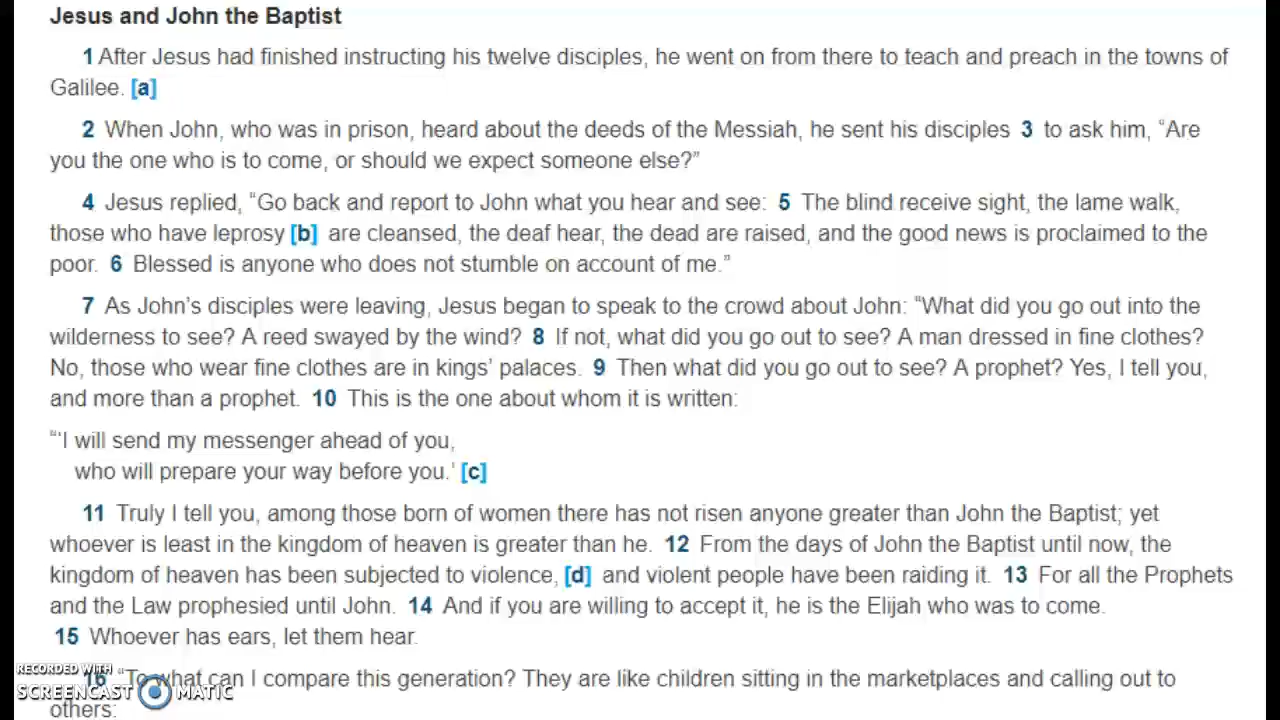 Jesus and John the Baptist
1 After Jesus had finished instructing his twelve disciples, he went on from there to teach and preach in the towns of
Galilee. [a]
2 When John, who was in prison, heard about the deeds of the Messiah, he sent his disciples 3 to ask him, “Are
you the one who is to come, or should we expect someone else?”
4 Jesus replied, “Go back and report to John what you hear and see: 5 The blind receive sight, the lame walk,
those who have leprosy [b] are cleansed, the deaf hear, the dead are raised, and the good news is proclaimed to the
poor. 6 Blessed is anyone who does not stumble on account of me.”
7 As John’s disciples were leaving, Jesus began to speak to the crowd about John: “What did you go out into the
wilderness to see? A reed swayed by the wind? 8 If not, what did you go out to see? A man dressed in fine clothes?
No, those who wear fine clothes are in kings’ palaces. 9 Then what did you go out to see? A prophet? Yes, I tell you,
and more than a prophet. 10 This is the one about whom it is written:
“‘I will send my messenger ahead of you,
who will prepare your way before you.’ [c]
11 Truly I tell you, among those born of women there has not risen anyone greater than John the Baptist; yet
whoever is least in the kingdom of heaven is greater than he. 12 From the days of John the Baptist until now, the
kingdom of heaven has been subjected to violence, [d] and violent people have been raiding it. 13 For all the Prophets
and the Law prophesied until John. 14 And if you are willing to accept it, he is the Elijah who was to come.
15 Whoever has ears, let them hear.
16 “To what can I compare this generation? They are like children sitting in the marketplaces and calling out to
others:
RECORDED WITH
SCREENCAST MATIC